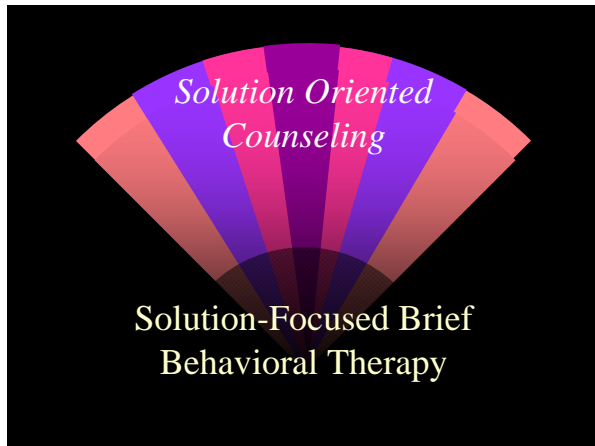 Solution Oriented
Counseling
Solution-Focused Brief
Behavioral Therapy